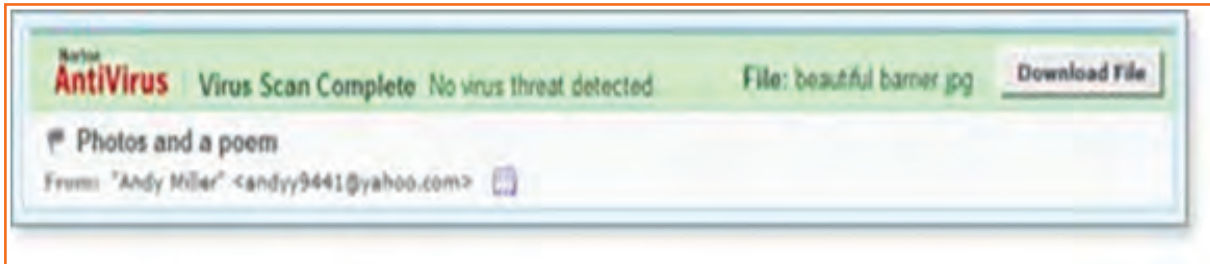 Norton
AntiVirus Virus Scan Complete No virus threat detected File: beautiful barner jpg Download File
Photos and a poem
From: "Andy Miller" <andyy9441@yahoo.com>